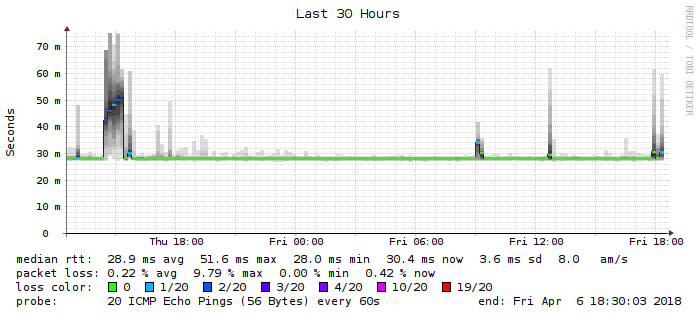 Last 30 Hours
RRDTOOL / TOBI OETIKER
Seconds
70 m
60 m
50 m
40 m
30 m
20 m
10 m
0
Thu 18:00 Fri 00:00 Fri 06:00 Fri 12:00 Fri 18:00
median rtt: 28.9 ms avg 51.6 ms max 28.0 ms min 30.4 ms now 3.6 ms sd 8.0 am/s
packet loss: 0.22 % avg 9.79 % max 0.00 % min 0.42 % now
loss color: 0 1/20 2/20 3/20 4/20 10/20 19/20
probe: 20 ICMP Echo Pings (56 Bytes) every 60s end: Fri Apr 6 18:30:03 2018